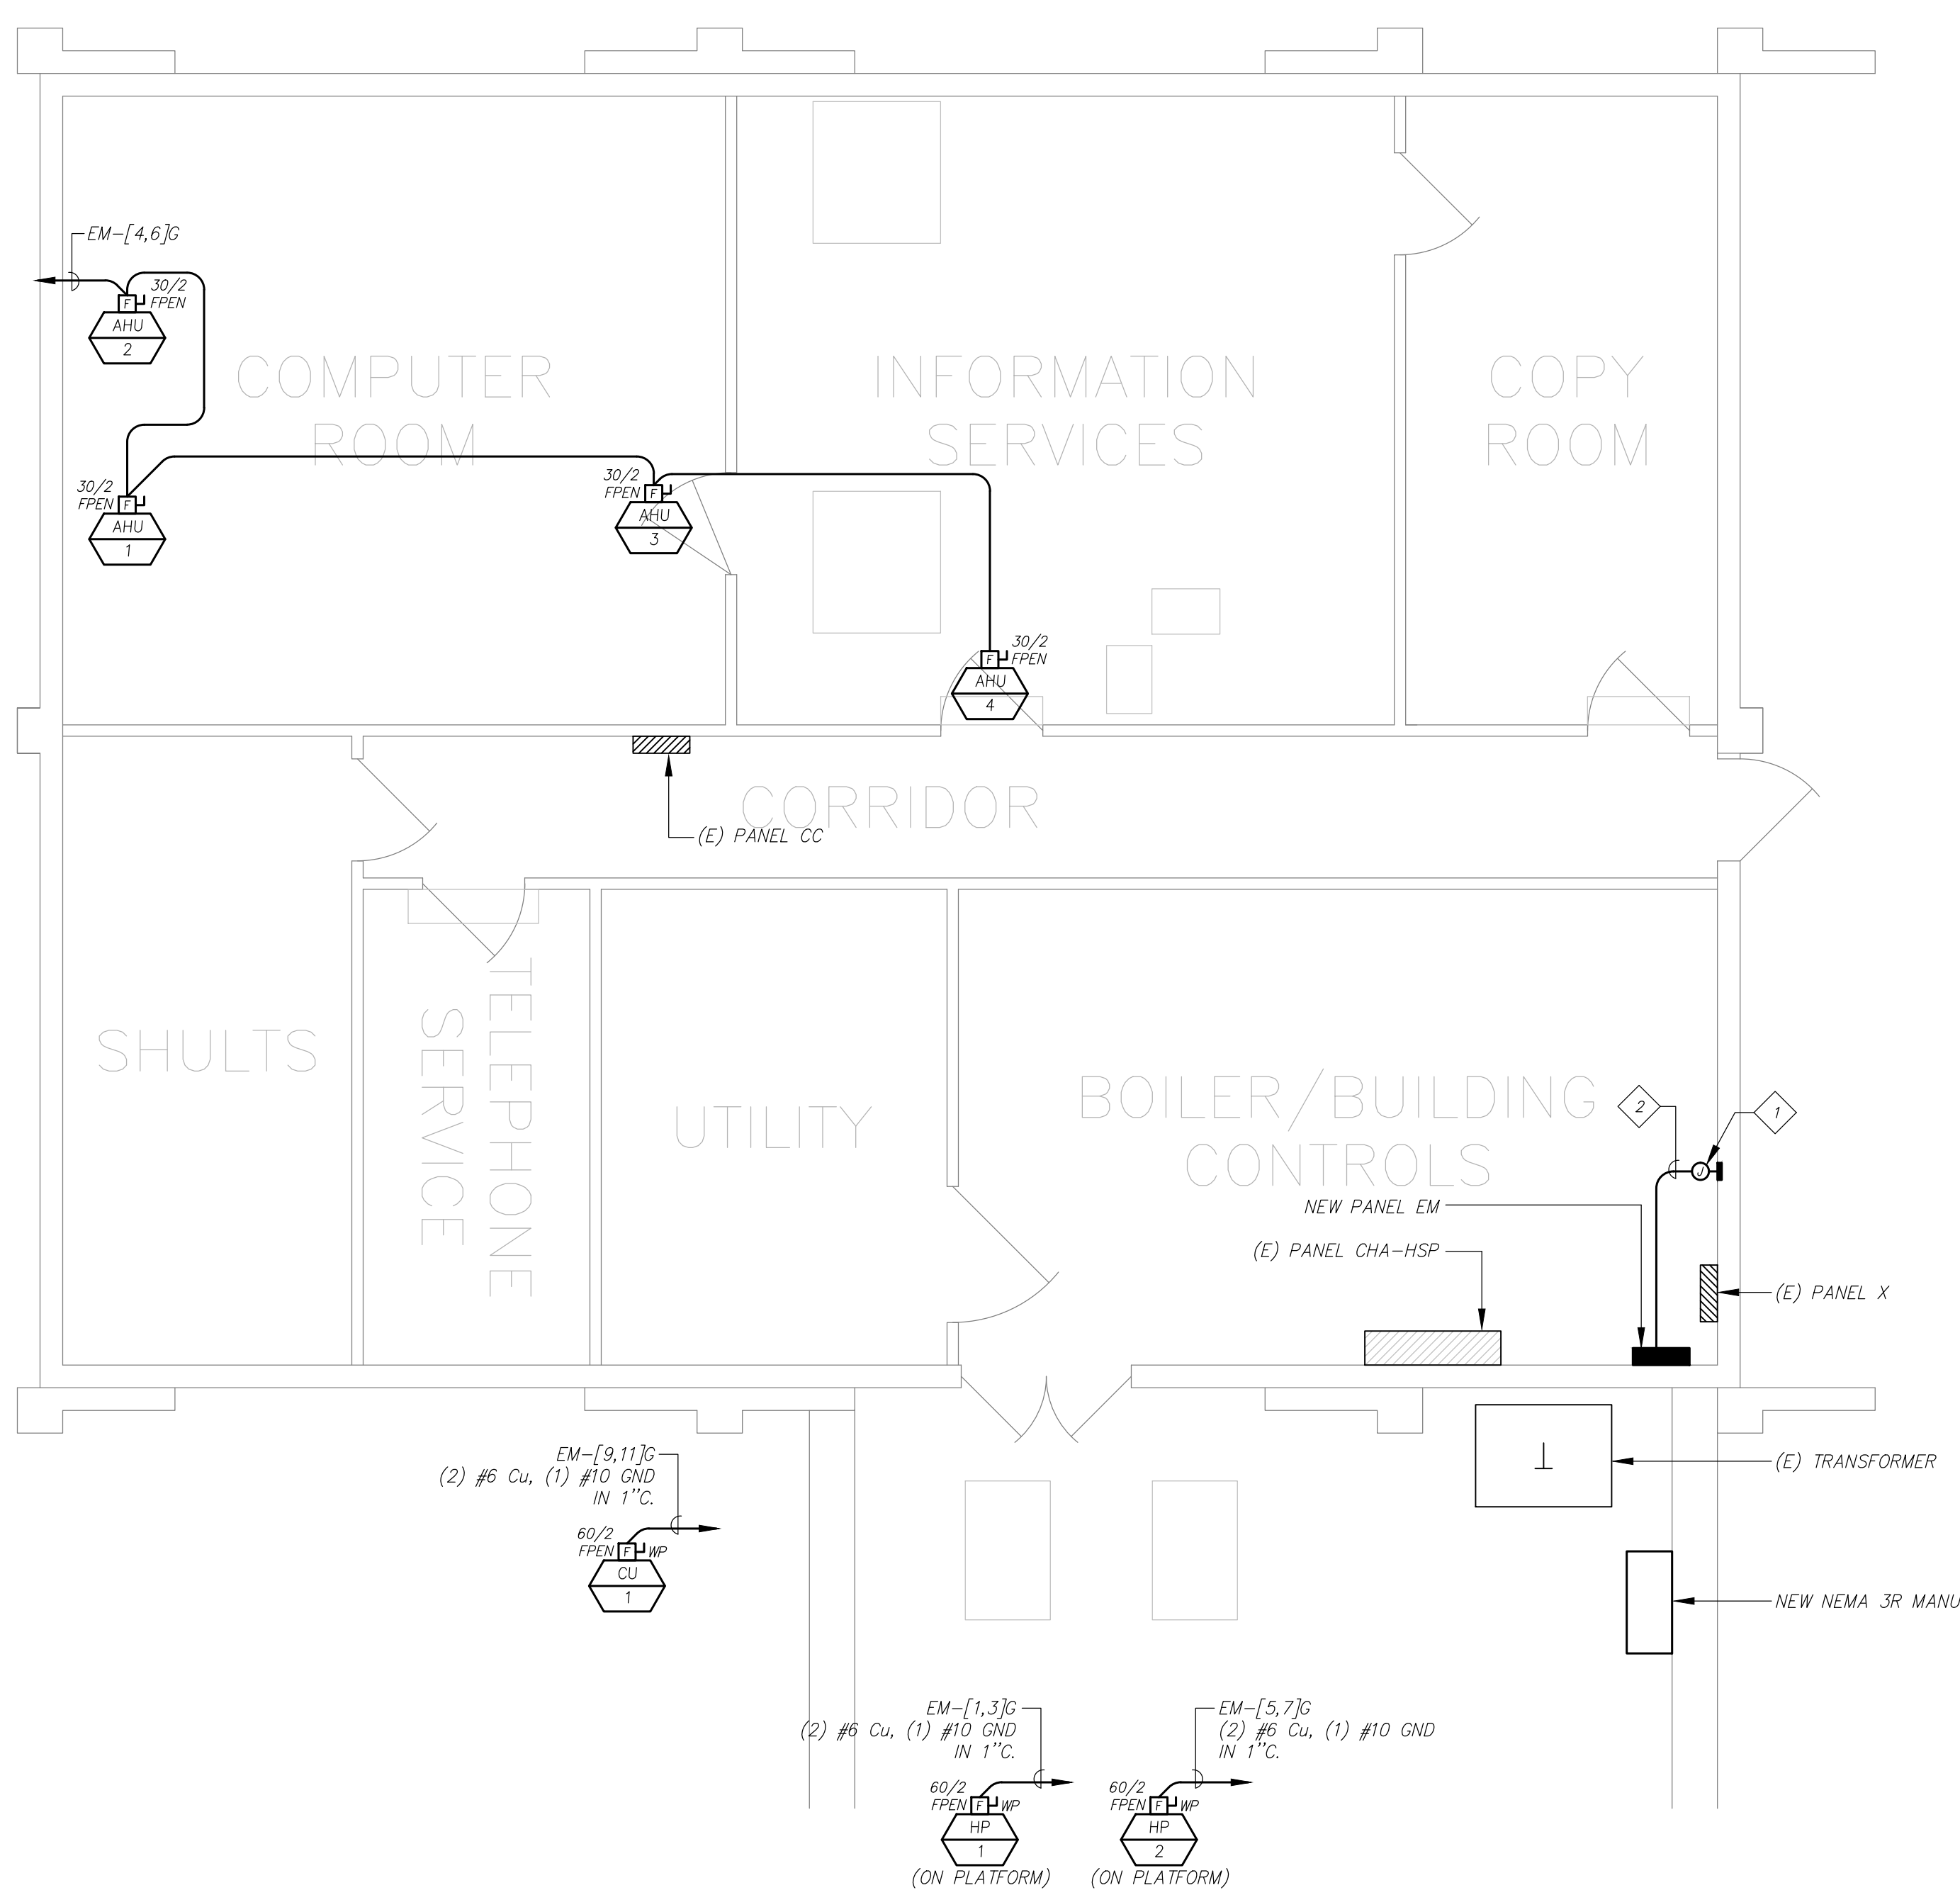 EM-[4,6]G
30/2
FPEN
F
AHU
2
COMPUTER
ROOM
INFORMATION
SERVICES
COPY
ROOM
30/2
FPEN
F
AHU
1
30/2
FPEN
F
AHU
3
30/2
FPEN
F
AHU
4
CORRIDOR
(E) PANEL CC
SHULTS
TELEPHONE
SERVICE
UTILITY
BOILER/BUILDING
CONTROLS
2
1
J
NEW PANEL EM
(E) PANEL CHA-HSP
(E) PANEL X
(E) TRANSFORMER
EM-[9,11]G
(2) #6 Cu, (1) #10 GND
IN 1"C.
60/2
FPEN
F
WP
CU
1
NEW NEMA 3R MANU
EM-[1,3]G
(2) #6 Cu, (1) #10 GND
IN 1"C.
60/2
FPEN
F
WP
HP
1
(ON PLATFORM)
EM-[5,7]G
(2) #6 Cu, (1) #10 GND
IN 1"C.
60/2
FPEN
F
WP
HP
2
(ON PLATFORM)